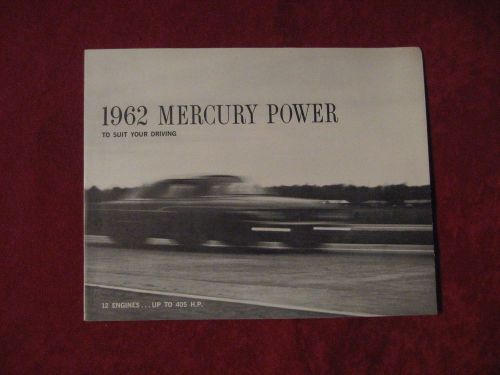 1962 MERCURY POWER
TO SUIT YOUR DRIVING
12 ENGINES...UP TO 405 H.P.